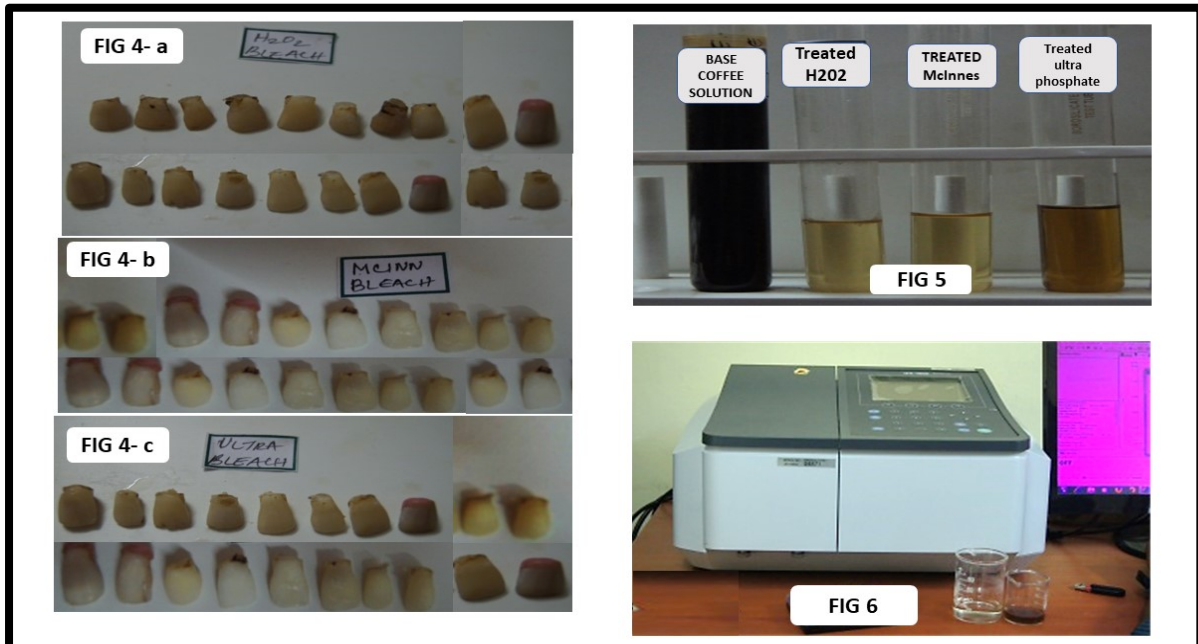 FIG 4- a
H2O2
BLEACH
FIG 4- b
MCINN
BLEACH
FIG 4- c
ULTRA
BLEACH
BASE
COFFEE
SOLUTION
Treated
H202
TREATED
McInnes
Treated
ultra
phosphate
FIG 5
FIG 6